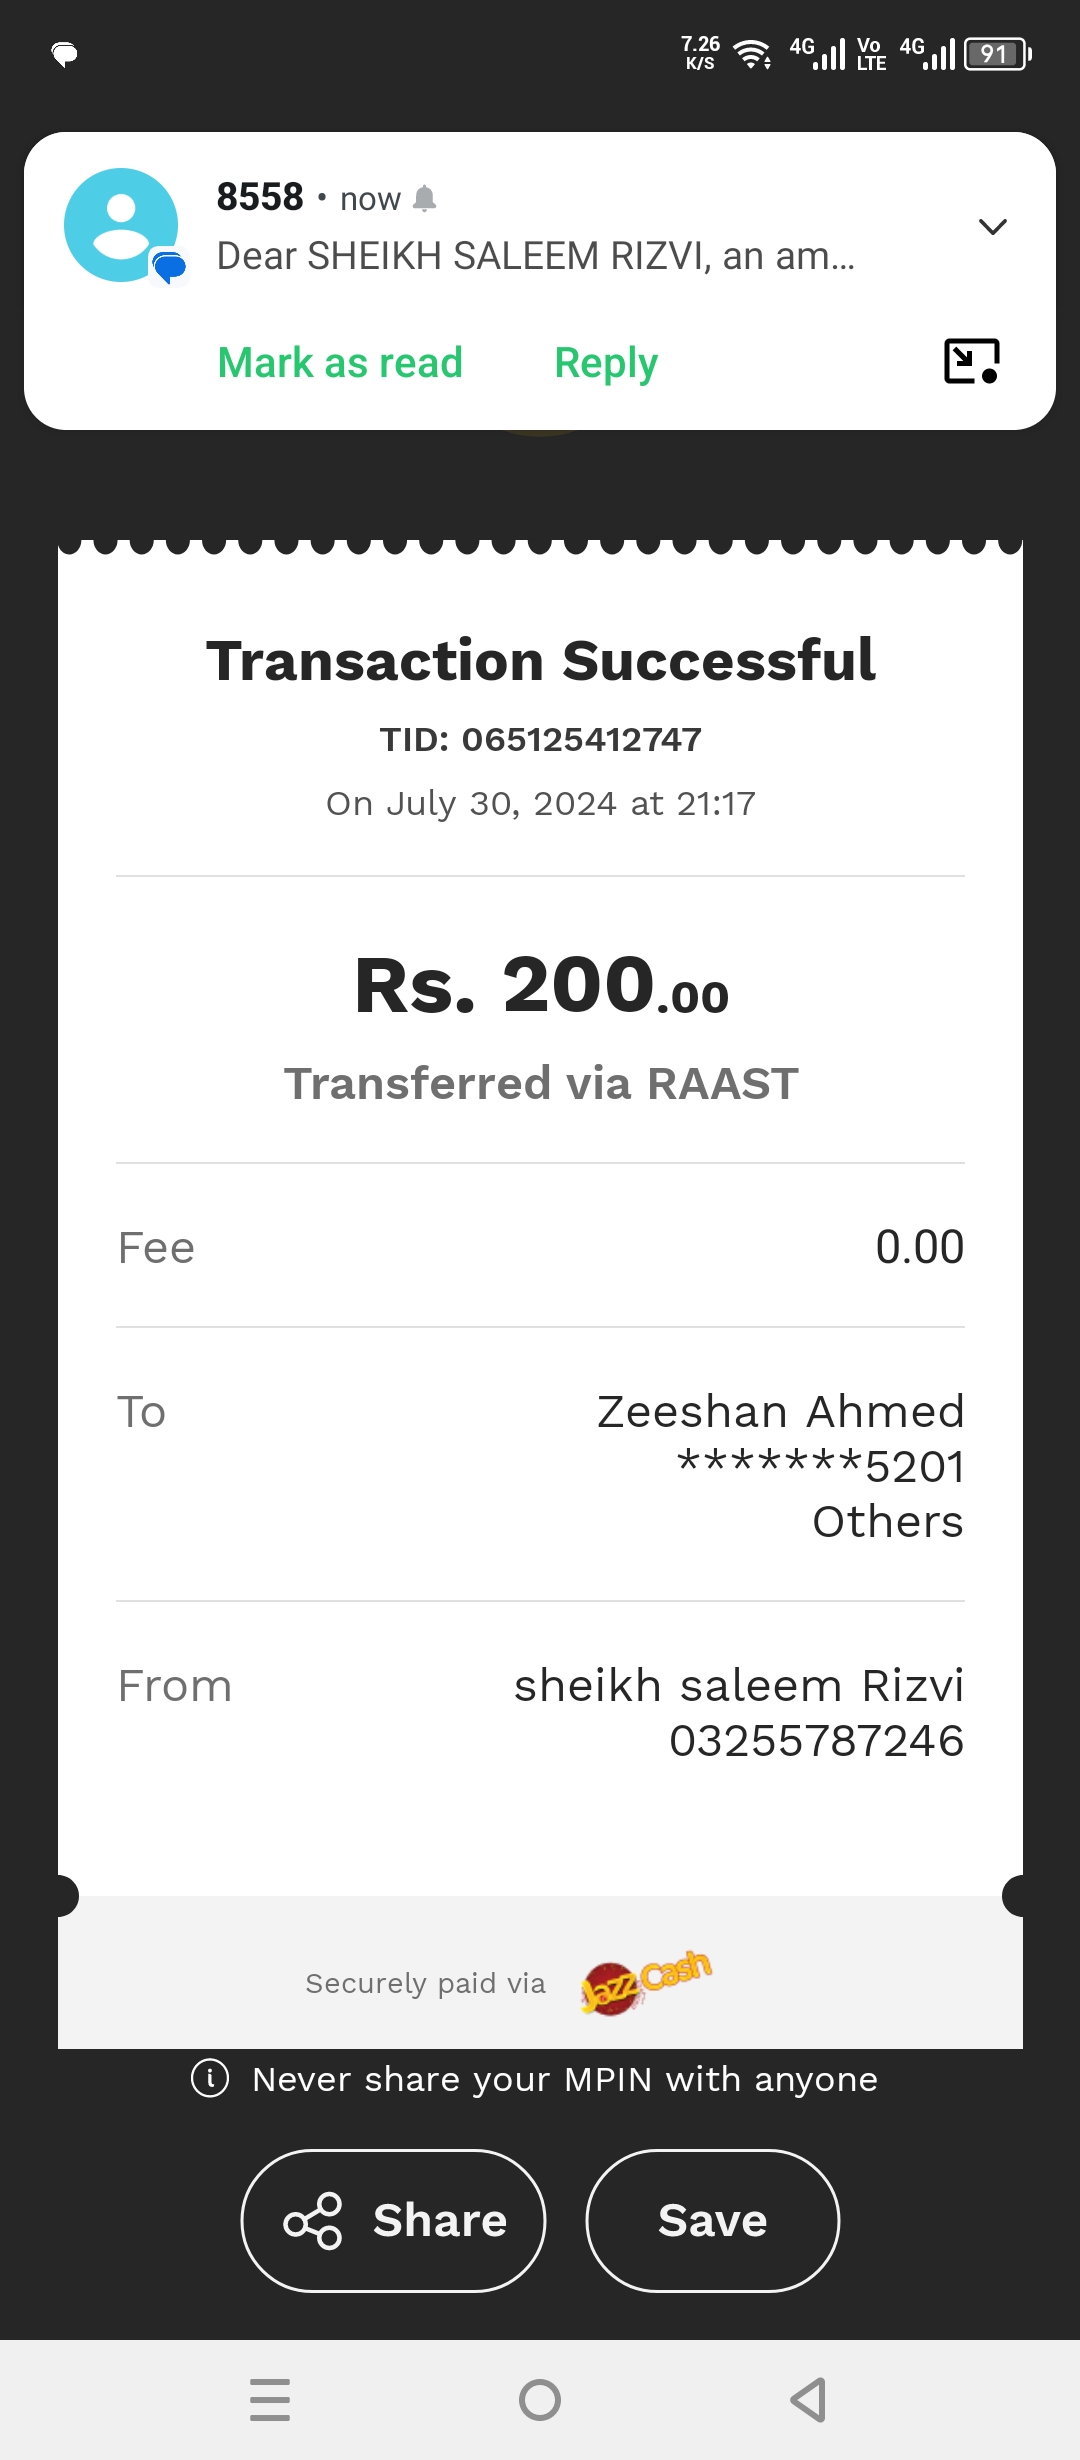 7.26
K/S
4G
Vo
LTE
4G
91
8558 • now
Dear SHEIKH SALEEM RIZVI, an am...
Mark as read
Reply
Transaction Successful
TID: 065125412747
On July 30, 2024 at 21:17
Rs. 200.00
Transferred via RAAST
Fee
0.00
To
Zeeshan Ahmed
*******5201
Others
From
sheikh saleem Rizvi
03255787246
Securely paid via JazzCash
Never share your MPIN with anyone
Share
Save